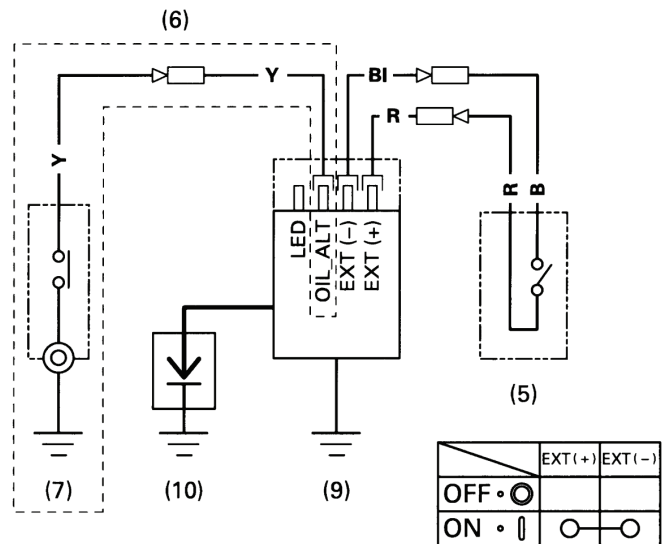 (6)
Y
Bl
R
Y
R
B
LED
OIL_ALT
EXT (–)
EXT (+)
(5)
(7)
(10)
(9)
EXT(+) EXT(–)
OFF
ON